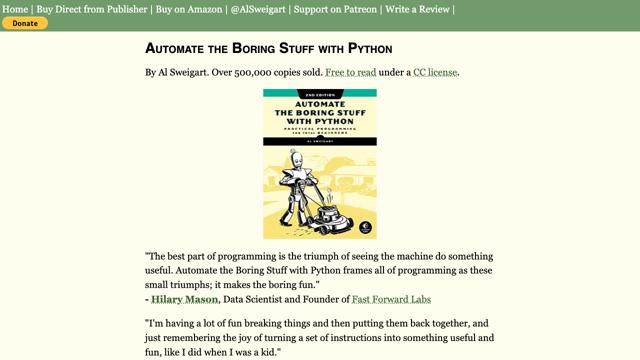 Home | Buy Direct from Publisher | Buy on Amazon | @AlSweigart | Support on Patreon | Write a Review |
Donate
AUTOMATE THE BORING STUFF WITH PYTHON
By Al Sweigart. Over 500,000 copies sold. Free to read under a CC license.
2ND EDITION
AUTOMATE
THE BORING STUFF
WITH PYTHON
PRACTICAL PROGRAMMING
FOR TOTAL BEGINNERS
AL SWEIGART
"The best part of programming is the triumph of seeing the machine do something
useful. Automate the Boring Stuff with Python frames all of programming as these
small triumphs; it makes the boring fun."
- Hilary Mason, Data Scientist and Founder of Fast Forward Labs
"I'm having a lot of fun breaking things and then putting them back together, and
just remembering the joy of turning a set of instructions into something useful and
fun, like I did when I was a kid."